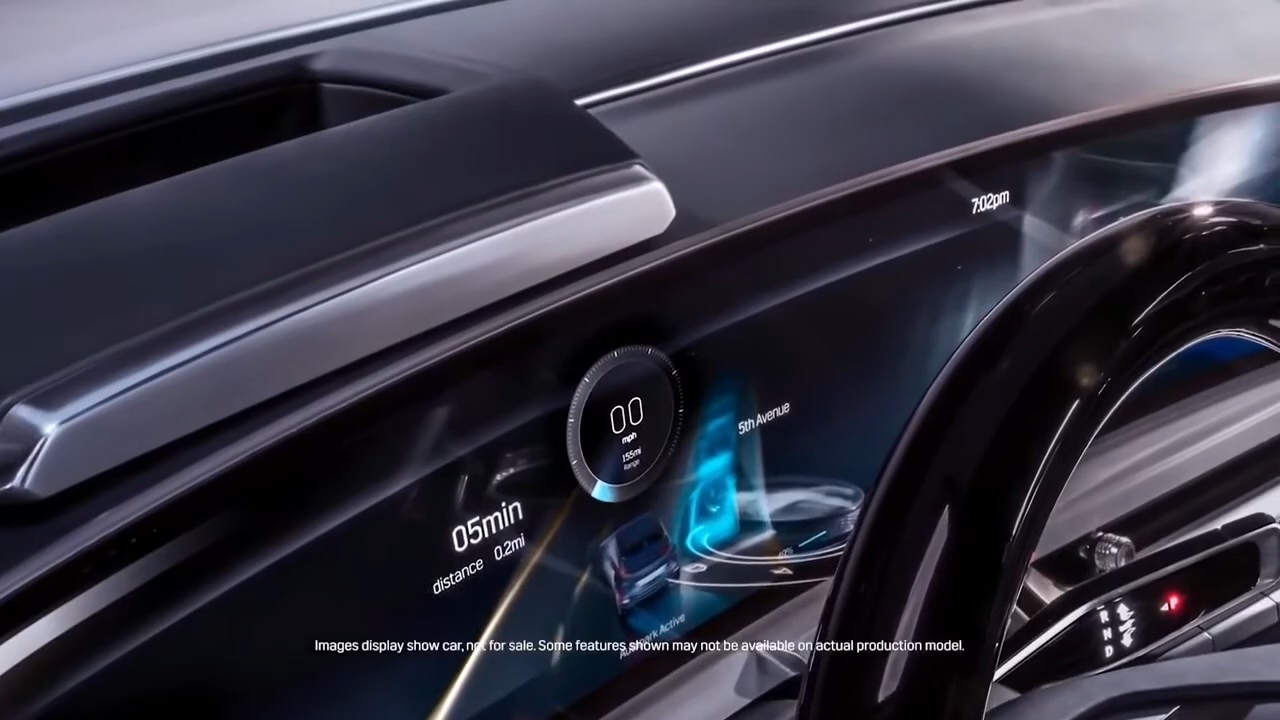 7:02pm
00
mph
155mi
Range
5th Avenue
05min
distance 0.2mi
R
N
D
Images display show car, not for sale. Some features shown may not be available on actual production model.